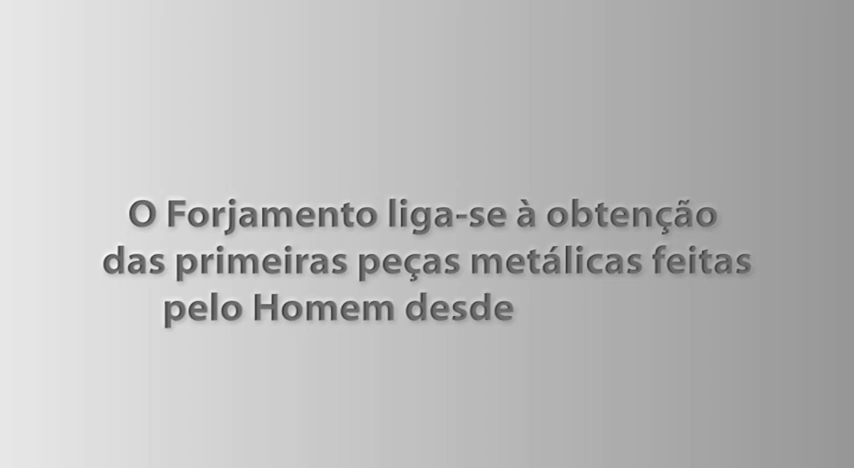 O Forjamento liga-se à obtenção
das primeiras peças metálicas feitas
pelo Homem desde